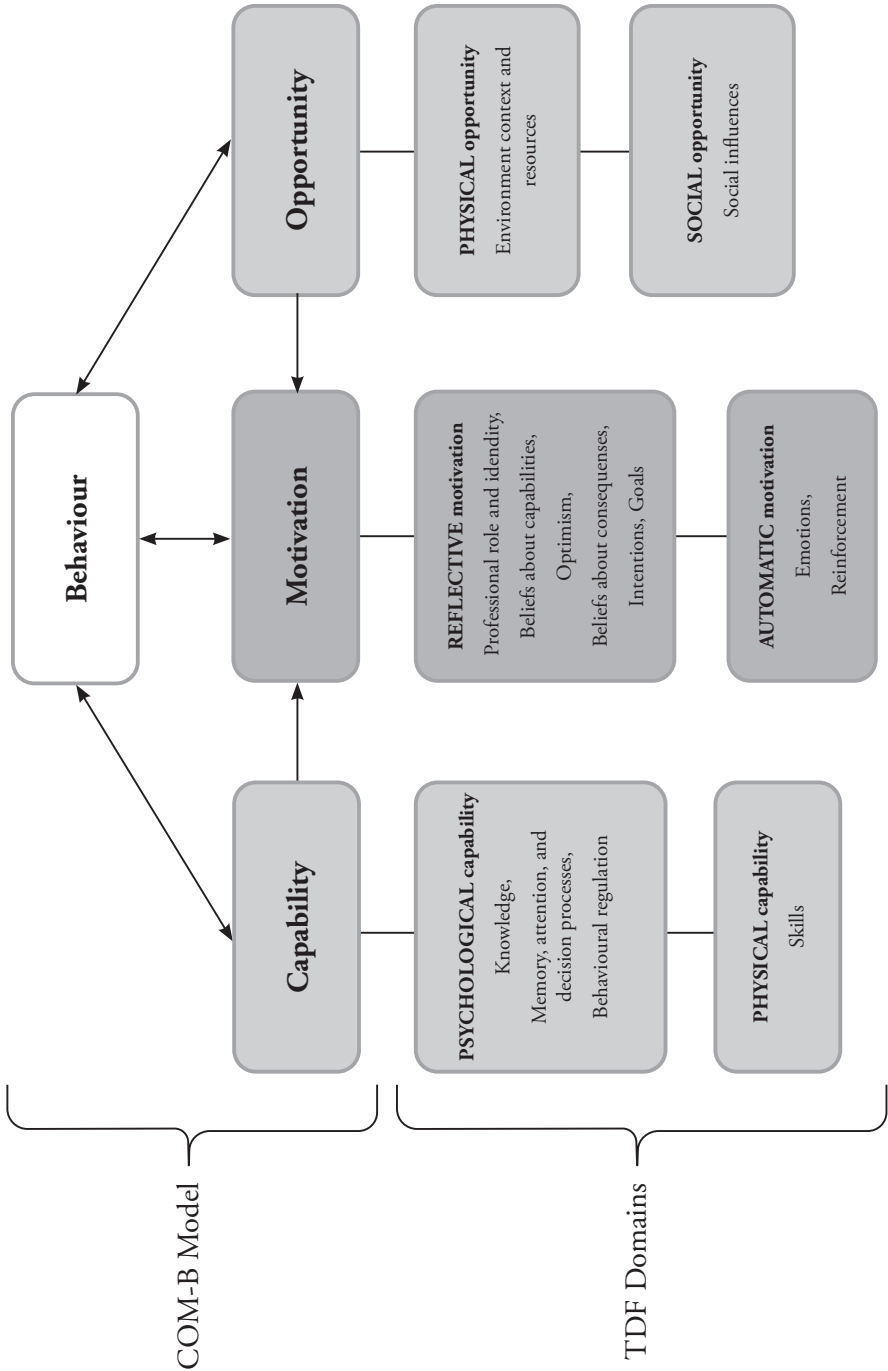 COM-B Model
Behaviour
Capability
Motivation
Opportunity
TDF Domains
PSYCHOLOGICAL capability
Knowledge,
Memory, attention, and
decision processes,
Behavioural regulation
PHYSICAL capability
Skills
REFLECTIVE motivation
Professional role and idendity,
Beliefs about capabilities,
Optimism,
Beliefs about consequenses,
Intentions, Goals
AUTOMATIC motivation
Emotions,
Reinforcement
PHYSICAL opportunity
Environment context and
resources
SOCIAL opportunity
Social influences